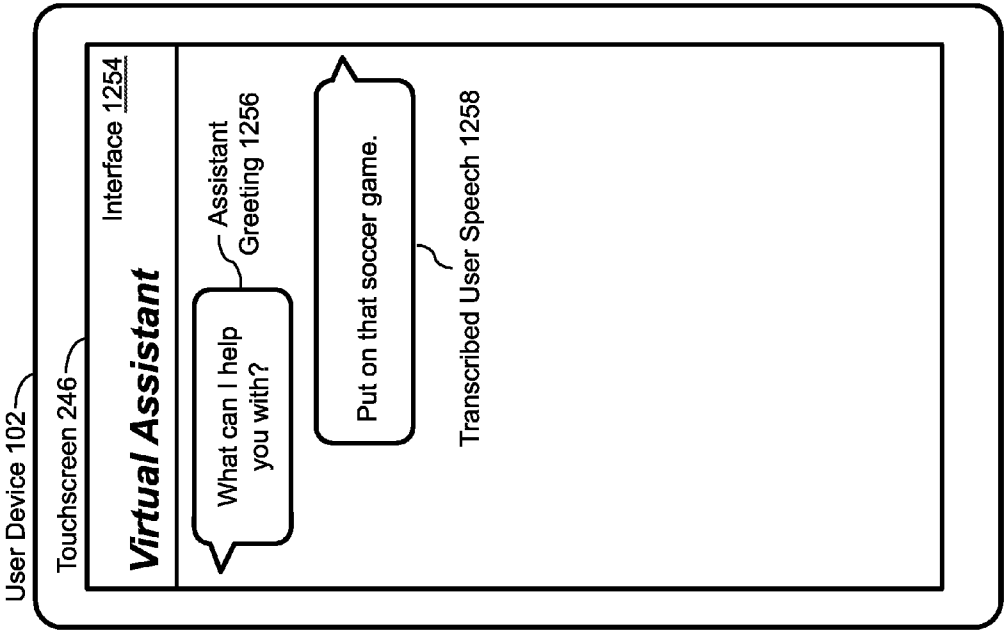 User Device 102
Touchscreen 246
Virtual Assistant
Interface 1254
What can I help
you with?
Assistant
Greeting 1256
Put on that soccer game.
Transcribed User Speech 1258